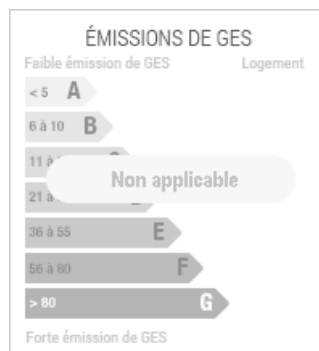 ÉMISSIONS DE GES
Faible émission de GES Logement
< 5 A
6 à 10 B
11 à
Non applicable
21 à
36 à 55 E
56 à 80 F
> 80 G
Forte émission de GES